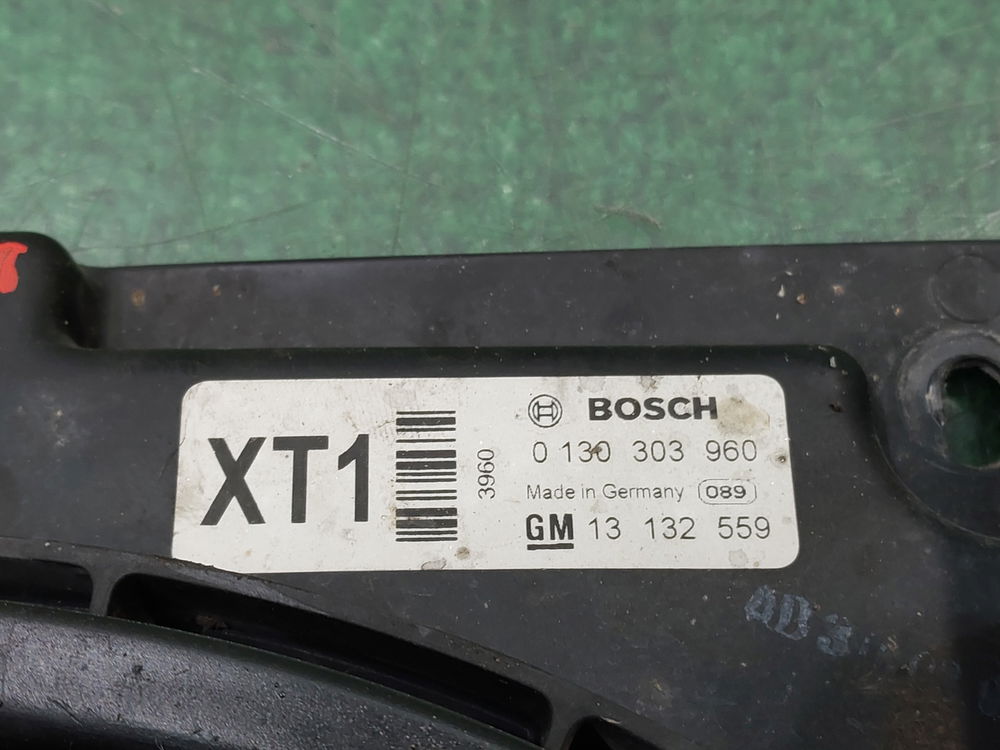 XT1
3960
BOSCH
0 130 303 960
Made in Germany 089
GM 13 132 559